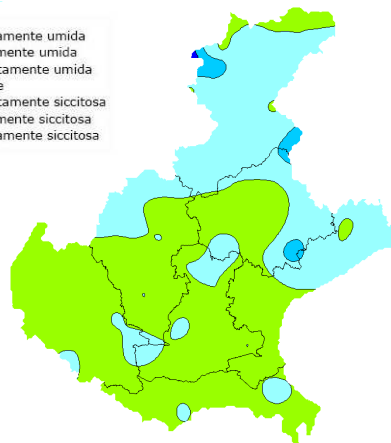 amente umida
mente umida
tamente umida
e
tamente siccitosa
mente siccitosa
amente siccitosa